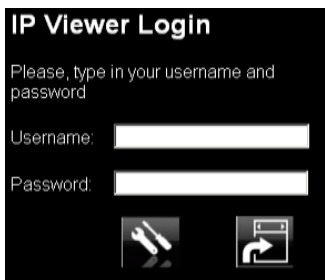 IP Viewer Login
Please, type in your username and
password
Username:
Password: